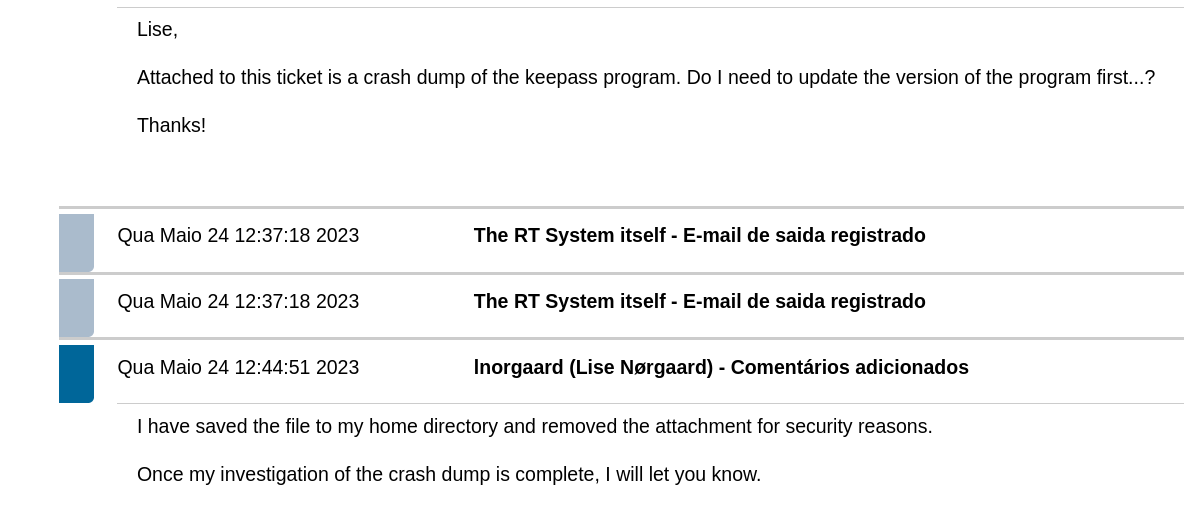 Lise,
Attached to this ticket is a crash dump of the keepass program. Do I need to update the version of the program first...?
Thanks!
Qua Maio 24 12:37:18 2023 The RT System itself - E-mail de saida registrado
Qua Maio 24 12:37:18 2023 The RT System itself - E-mail de saida registrado
Qua Maio 24 12:44:51 2023 lnorgaard (Lise Nørgaard) - Comentários adicionados
I have saved the file to my home directory and removed the attachment for security reasons.
Once my investigation of the crash dump is complete, I will let you know.